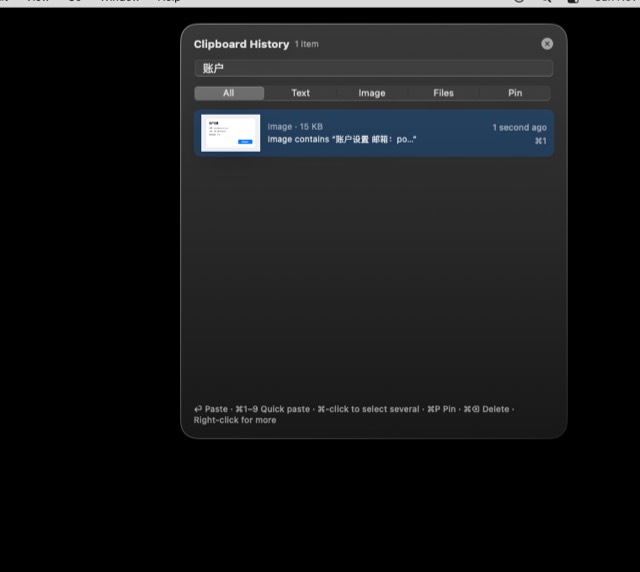 Window
Help
Clipboard History 1 item
账户
All Text Image Files Pin
Image · 15 KB
1 second ago
Image contains "账户设置 邮箱：po..."
⌘1
⏎ Paste · ⌘1–9 Quick paste · ⌘-click to select several · ⌘P Pin · ⌘⌫ Delete ·
Right-click for more